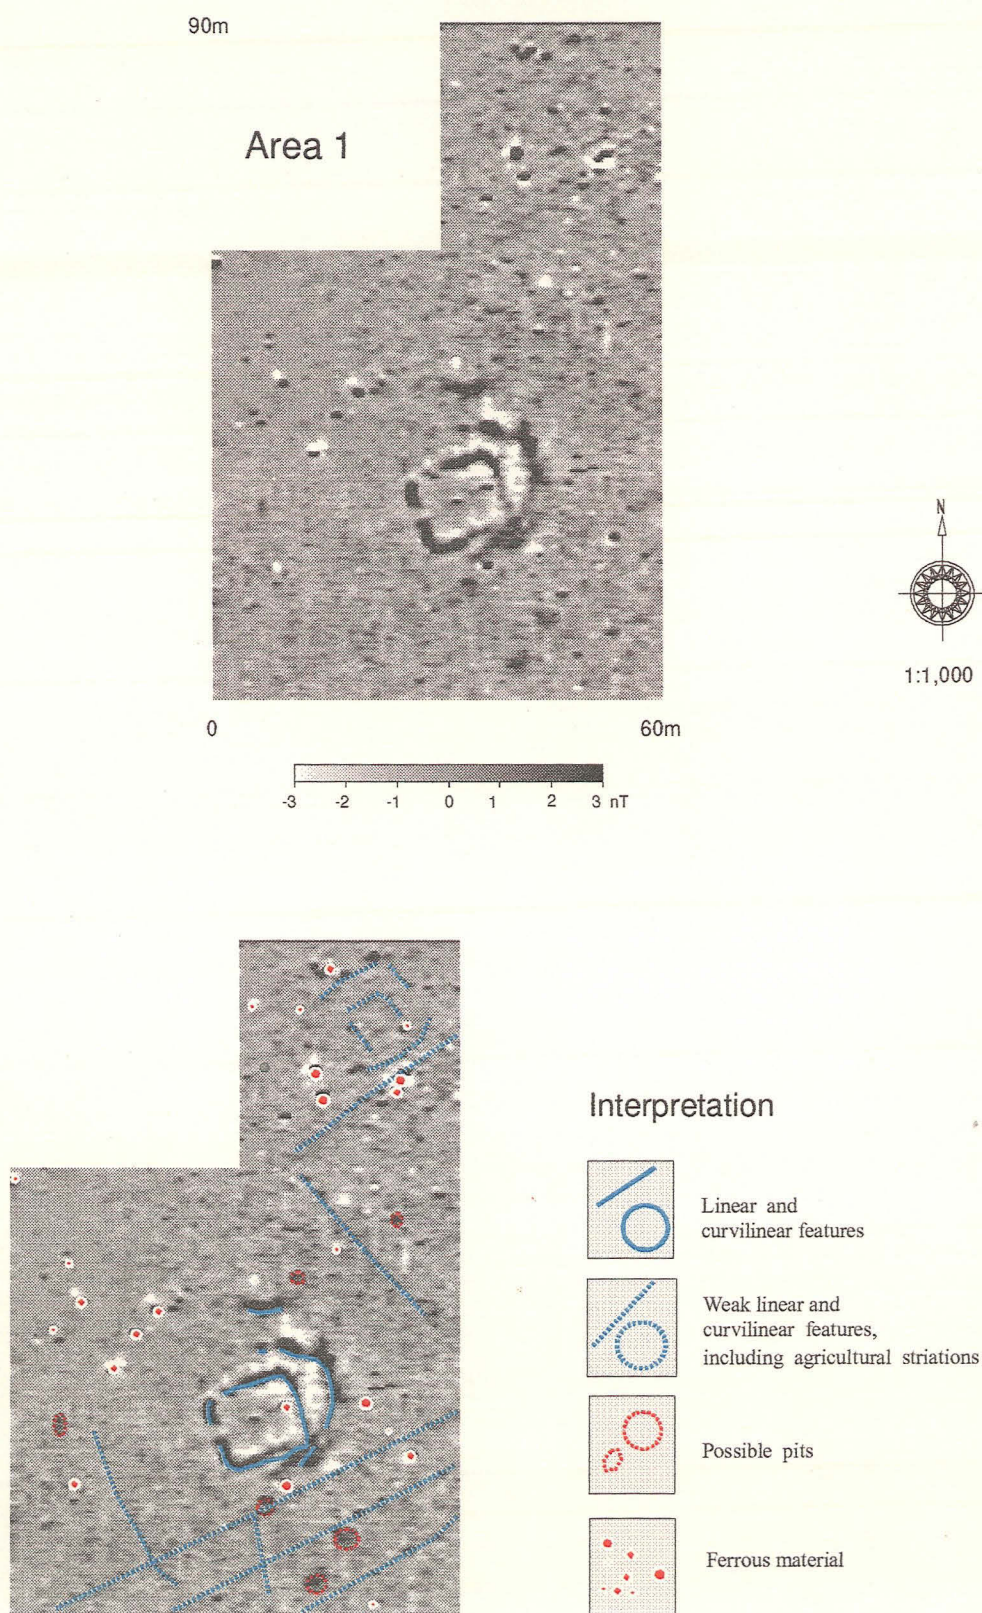 90m
Area 1
N
1:1,000
0
60m
-3 -2 -1 0 1 2 3 nT
Interpretation
Linear and
curvilinear features
Weak linear and
curvilinear features,
including agricultural striations
Possible pits
Ferrous material